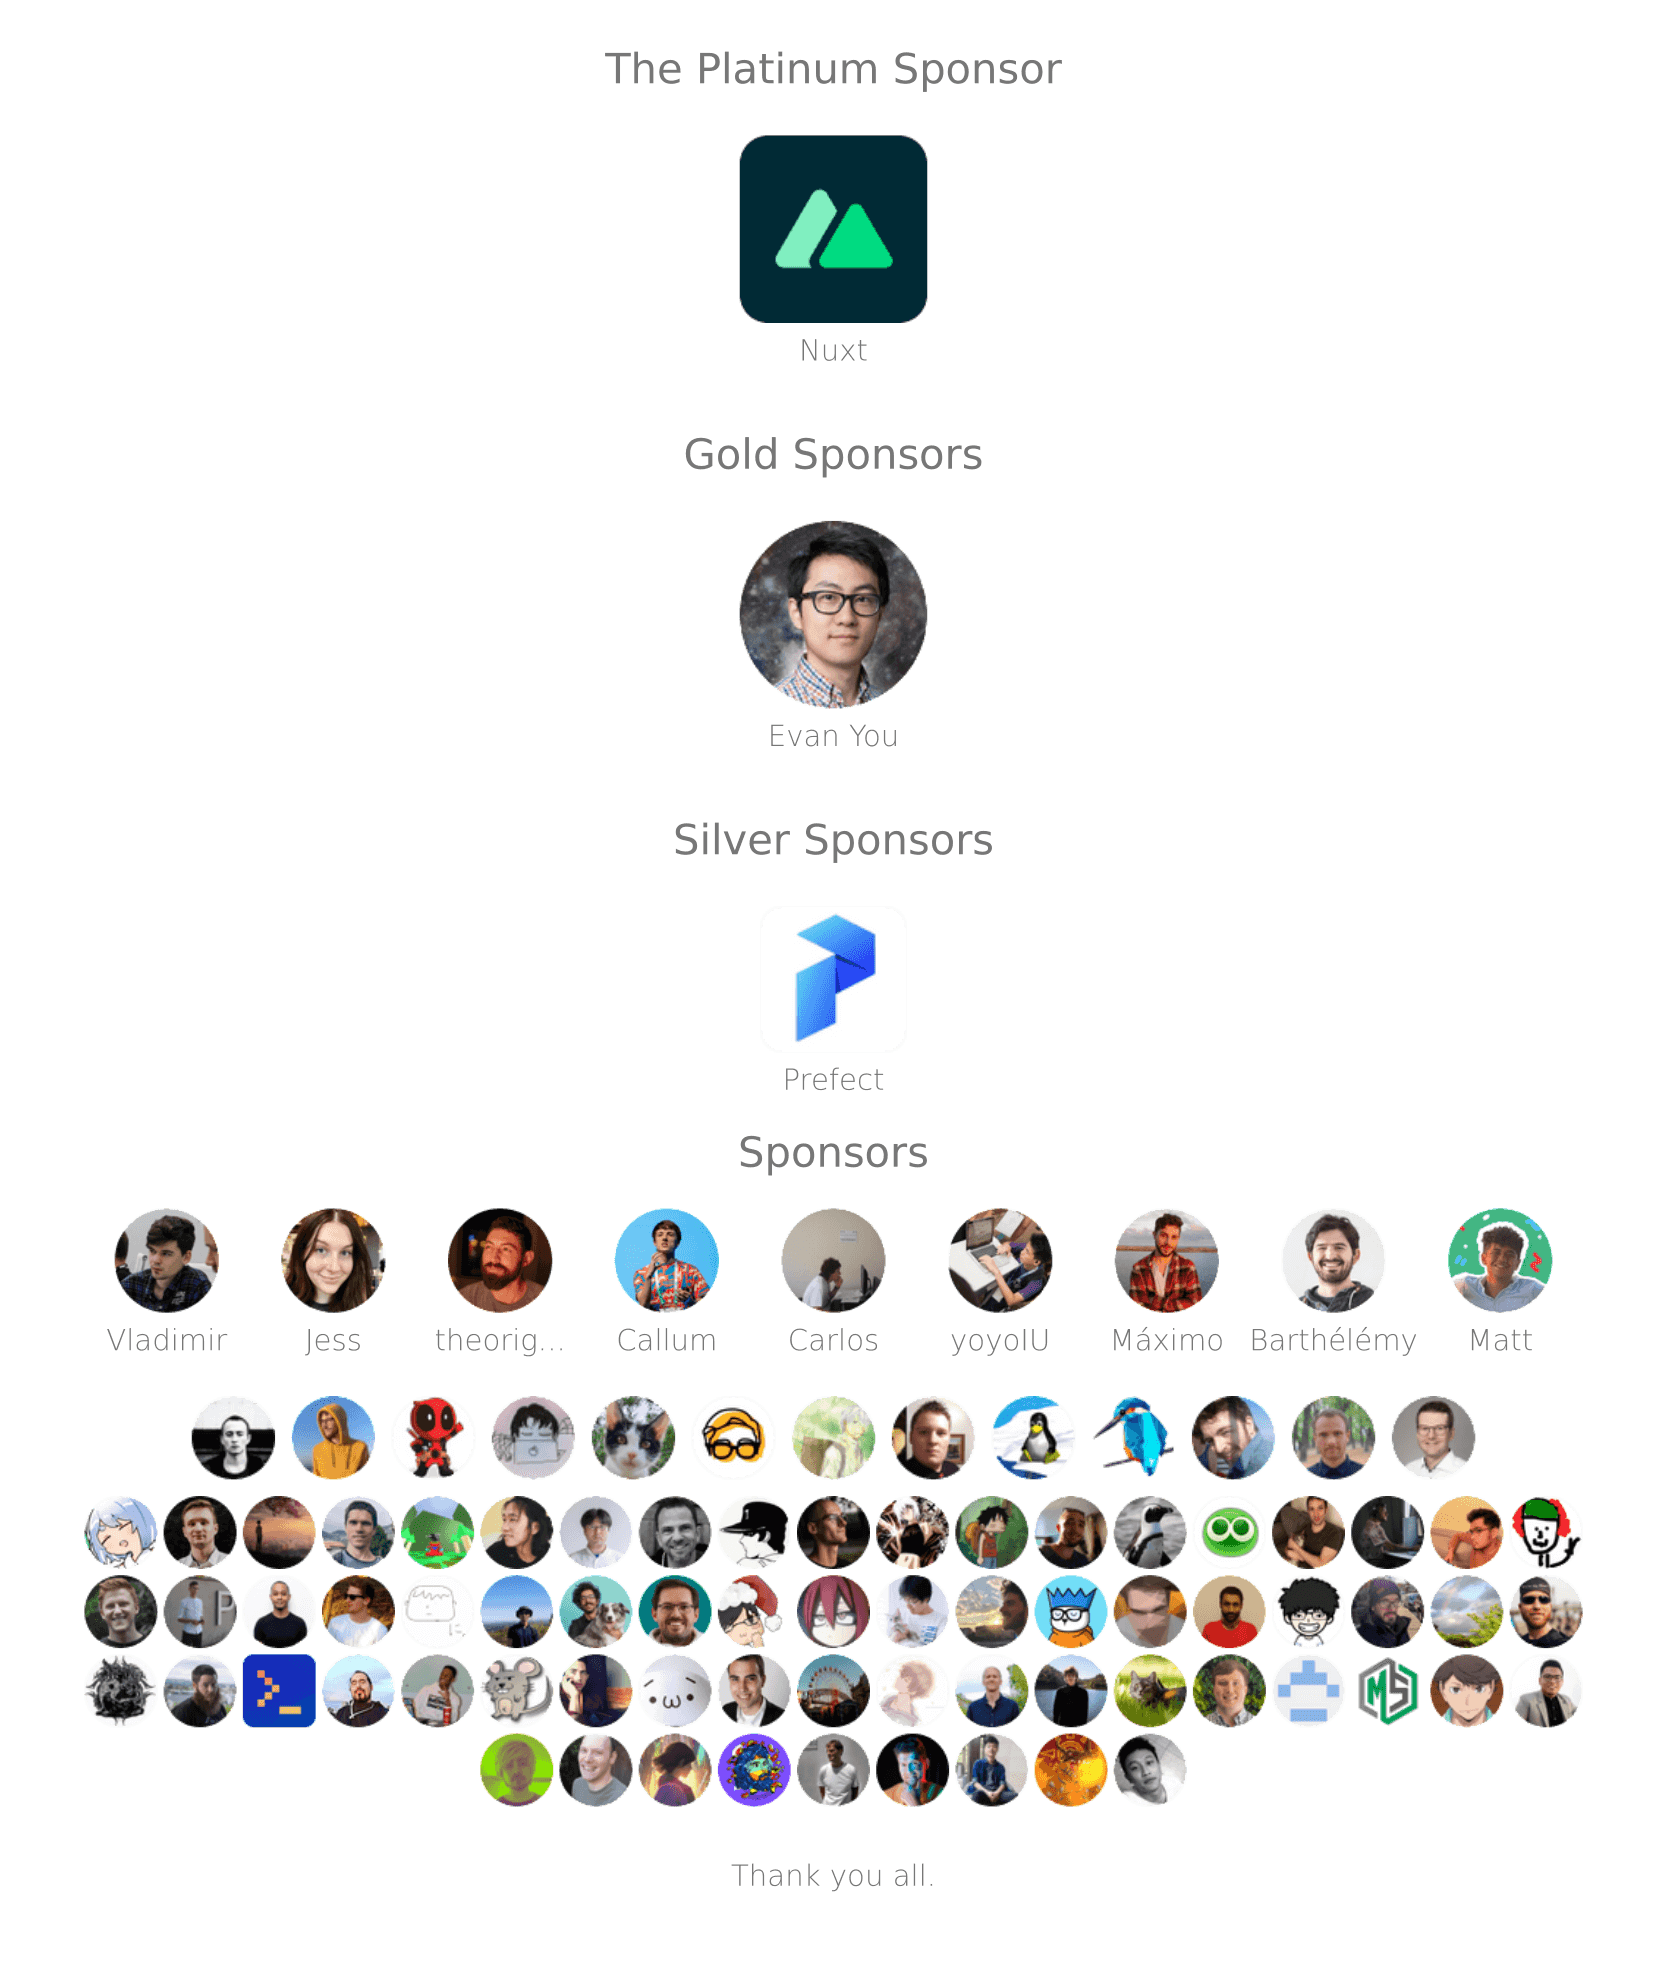 The Platinum Sponsor
Nuxt
Gold Sponsors
Evan You
Silver Sponsors
Prefect
Sponsors
Vladimir Jess theorig... Callum Carlos yoyoIU Máximo Barthélémy Matt
Thank you all.